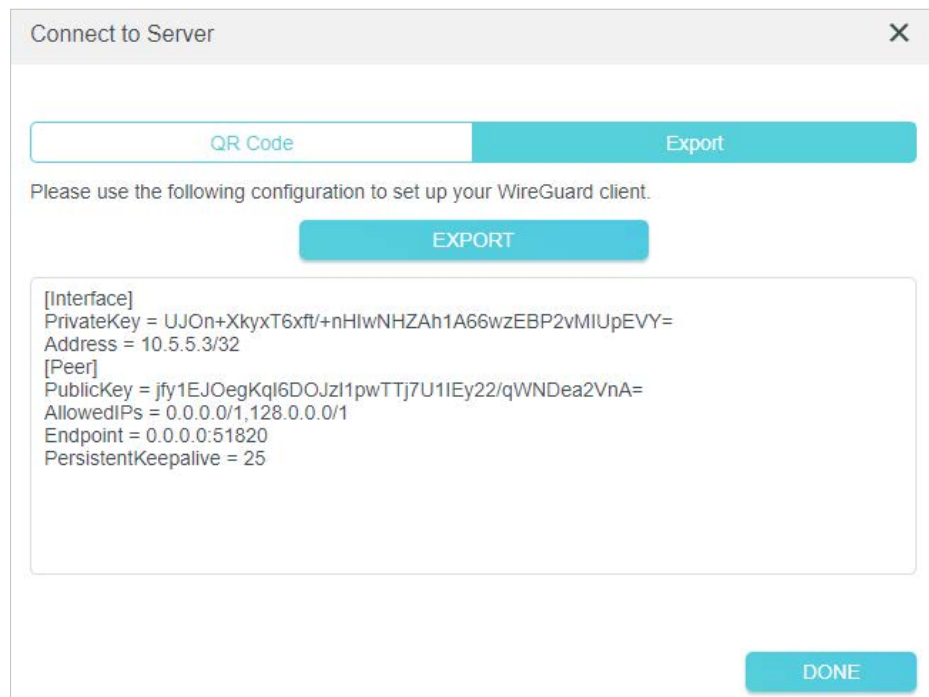 Connect to Server
QR Code
Export
Please use the following configuration to set up your WireGuard client.
EXPORT
[Interface]
PrivateKey = UJOn+XkyxT6xft/+nHIwNHZAh1A66wzEBP2vMIUpEVY=
Address = 10.5.5.3/32
[Peer]
PublicKey = jfy1EJOegKqI6DOJzI1pwTTj7U1IEy22/qWNDea2VnA=
AllowedIPs = 0.0.0.0/1,128.0.0.0/1
Endpoint = 0.0.0.0:51820
PersistentKeepalive = 25
DONE